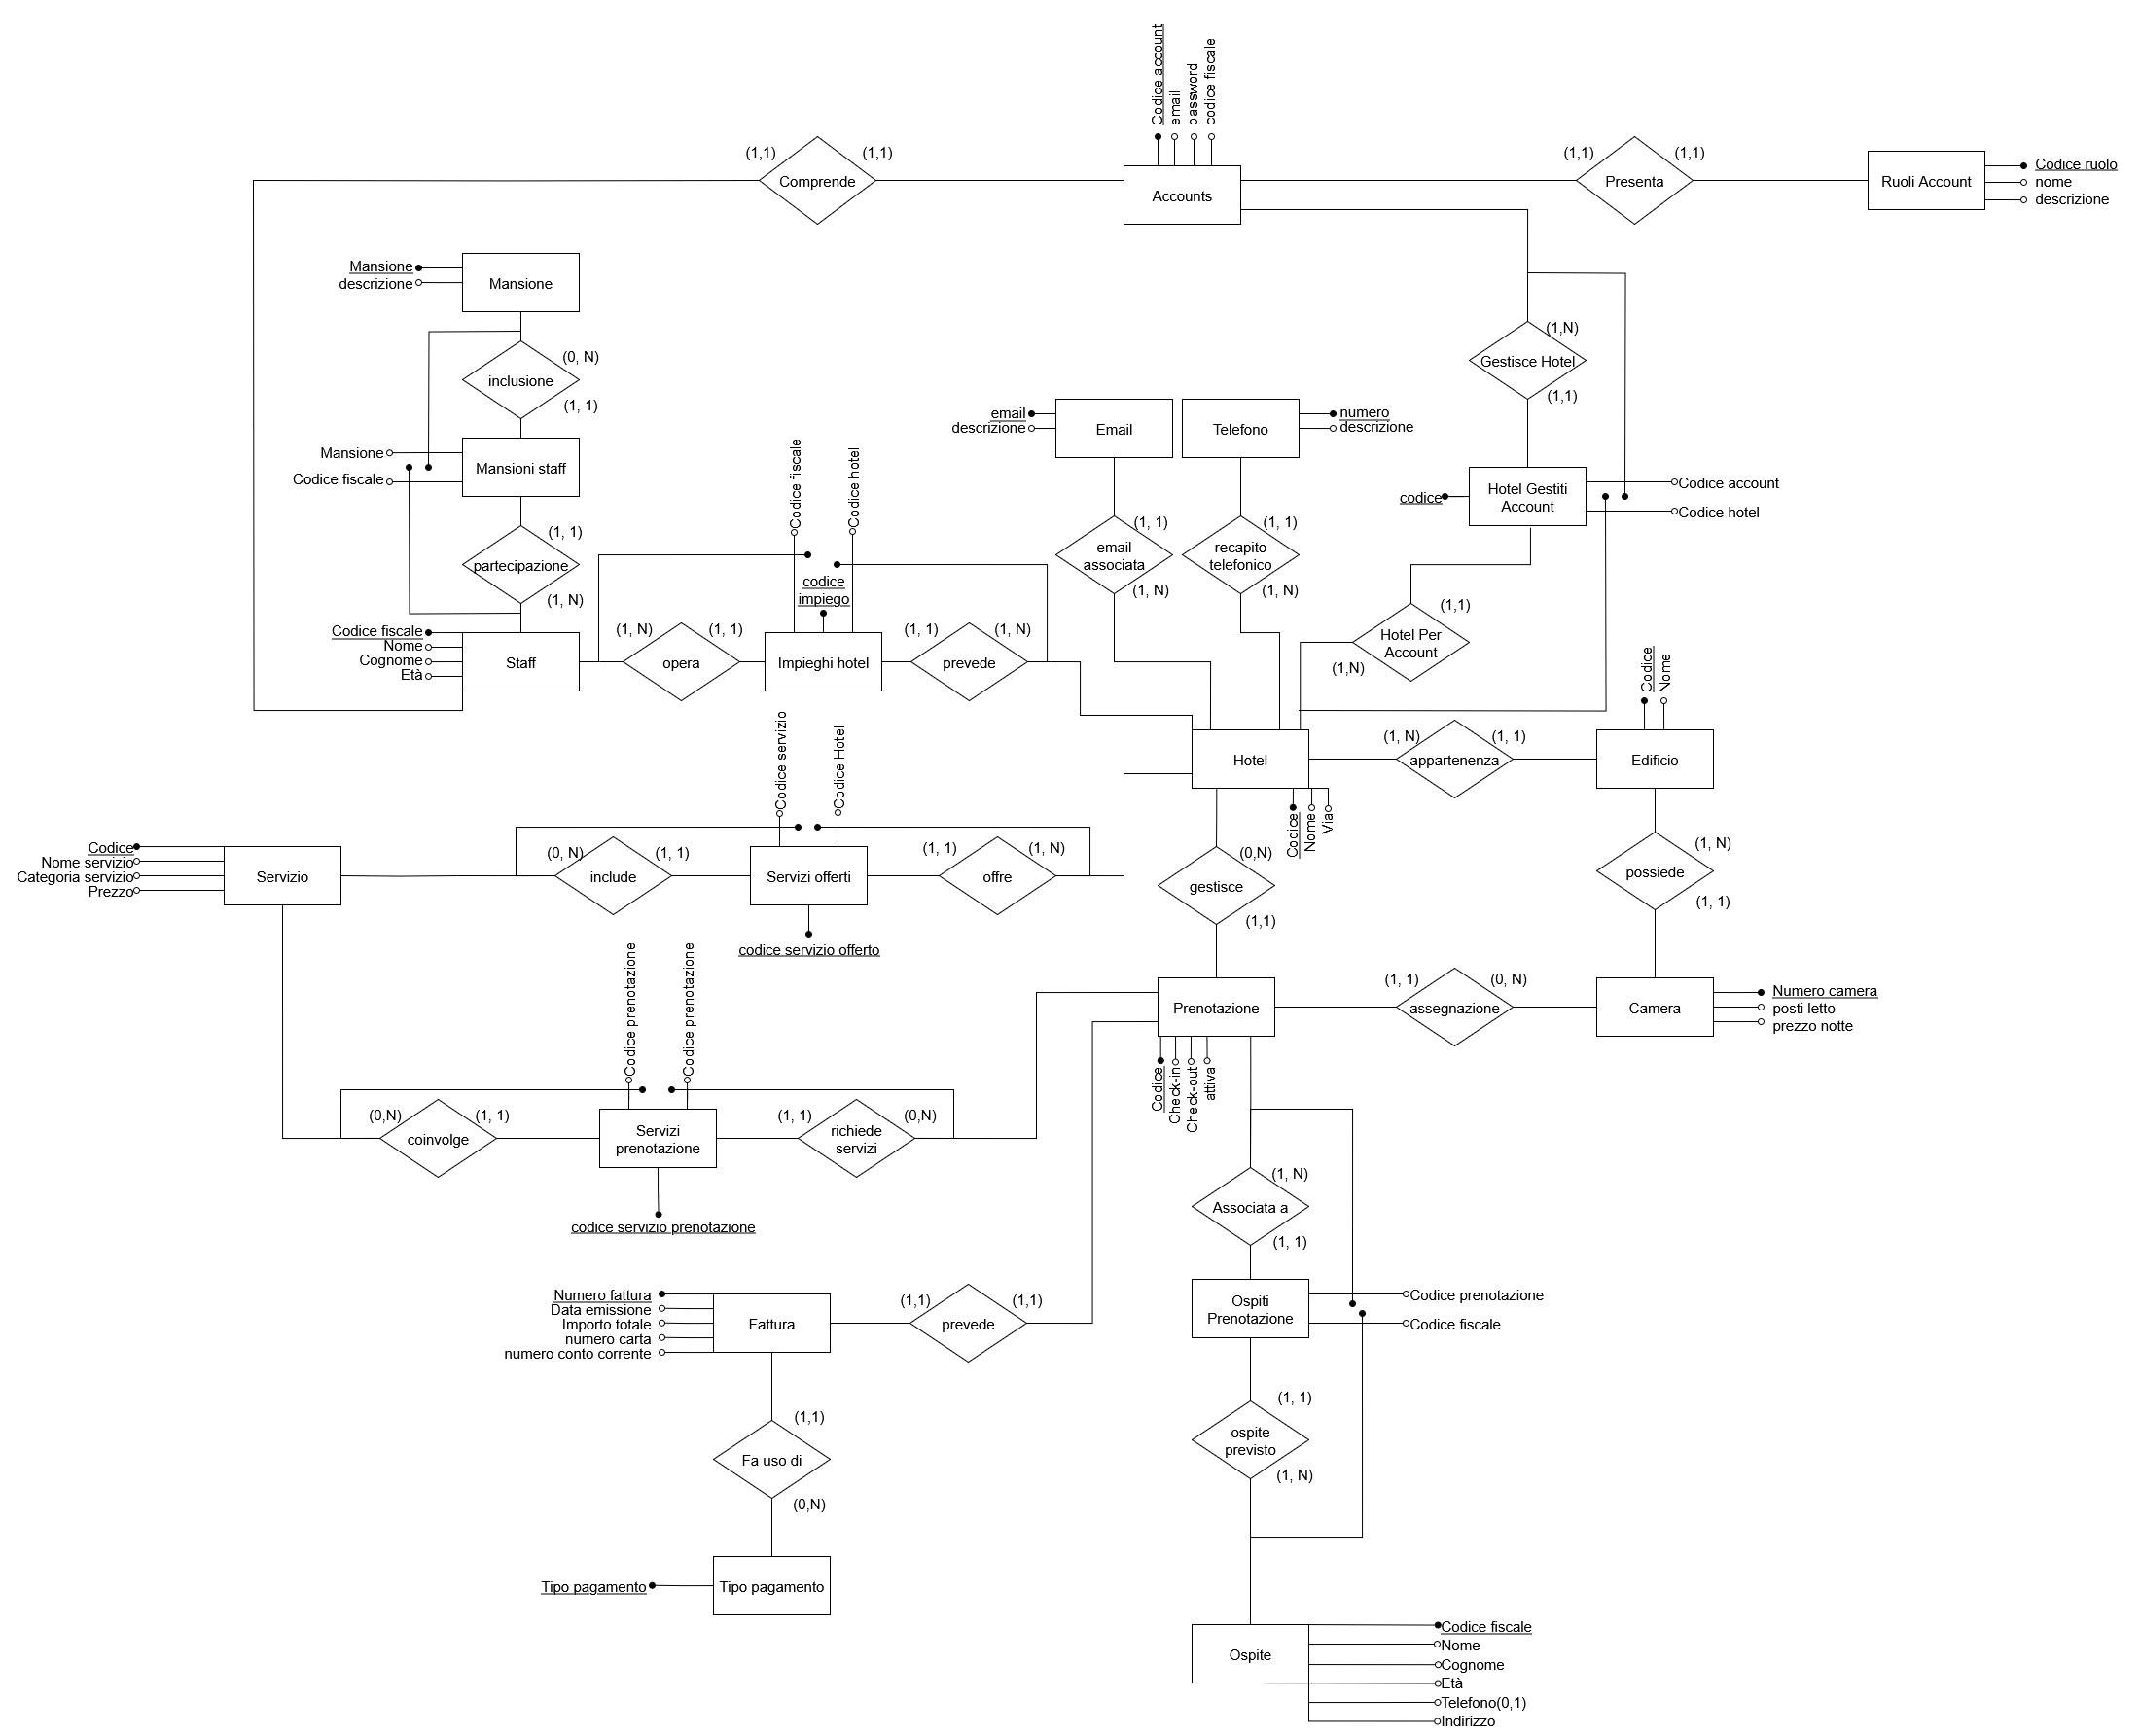 Codice account
email
password
codice fiscale
(1,1)
(1,1)
Comprende
Accounts
(1,1)
(1,1)
Presenta
Ruoli Account
Codice ruolo
nome
descrizione
Mansione
descrizione
Mansione
(0, N)
inclusione
(1, 1)
Mansione
Codice fiscale
Mansioni staff
(1, 1)
partecipazione
(1, N)
Codice fiscale
Nome
Cognome
Età
Staff
(1, N)
(1, 1)
opera
Codice fiscale
Codice hotel
codice
impiego
Impieghi hotel
(1, 1)
(1, N)
prevede
email
descrizione
Email
Telefono
numero
descrizione
(1, 1)
email
associata
(1, N)
(1, 1)
recapito
telefonico
(1, N)
(1,N)
Gestisce Hotel
(1,1)
codice
Hotel Gestiti
Account
Codice account
Codice hotel
(1,1)
Hotel Per
Account
(1,N)
Hotel
Codice
Nome
Via
(1, N)
(1, 1)
appartenenza
Codice
Nome
Edificio
(1, N)
possiede
(1, 1)
Codice
Nome servizio
Categoria servizio
Prezzo
Servizio
(0, N)
(1, 1)
include
Codice servizio
Codice Hotel
Servizi offerti
codice servizio offerto
(1, 1)
(1, N)
offre
(0,N)
gestisce
(1,1)
Prenotazione
Codice
Check-in
Check-out
attiva
(1, 1)
(0, N)
assegnazione
Camera
Numero camera
posti letto
prezzo notte
(0,N)
(1, 1)
coinvolge
Codice prenotazione
Codice prenotazione
Servizi
prenotazione
codice servizio prenotazione
(1, 1)
(0,N)
richiede
servizi
(1, N)
Associata a
(1, 1)
Numero fattura
Data emissione
Importo totale
numero carta
numero conto corrente
Fattura
(1,1)
(1,1)
prevede
Ospiti
Prenotazione
Codice prenotazione
Codice fiscale
(1,1)
Fa uso di
(0,N)
(1, 1)
ospite
previsto
(1, N)
Tipo pagamento
Tipo pagamento
Ospite
Codice fiscale
Nome
Cognome
Età
Telefono(0,1)
Indirizzo